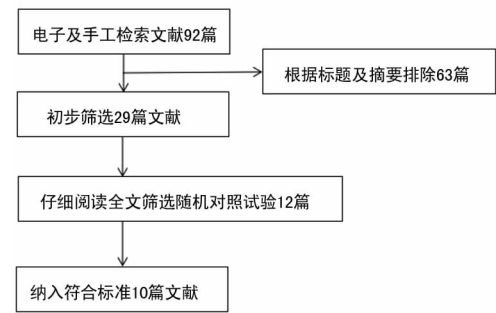 电子及手工检索文献92篇
根据标题及摘要排除63篇
初步筛选29篇文献
仔细阅读全文筛选随机对照试验12篇
纳入符合标准10篇文献